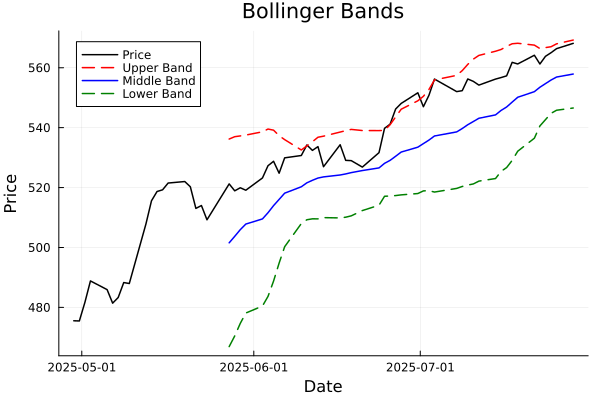 Bollinger Bands
Price
Upper Band
Middle Band
Lower Band
Price
560
540
520
500
480
2025-05-01
2025-06-01
2025-07-01
Date